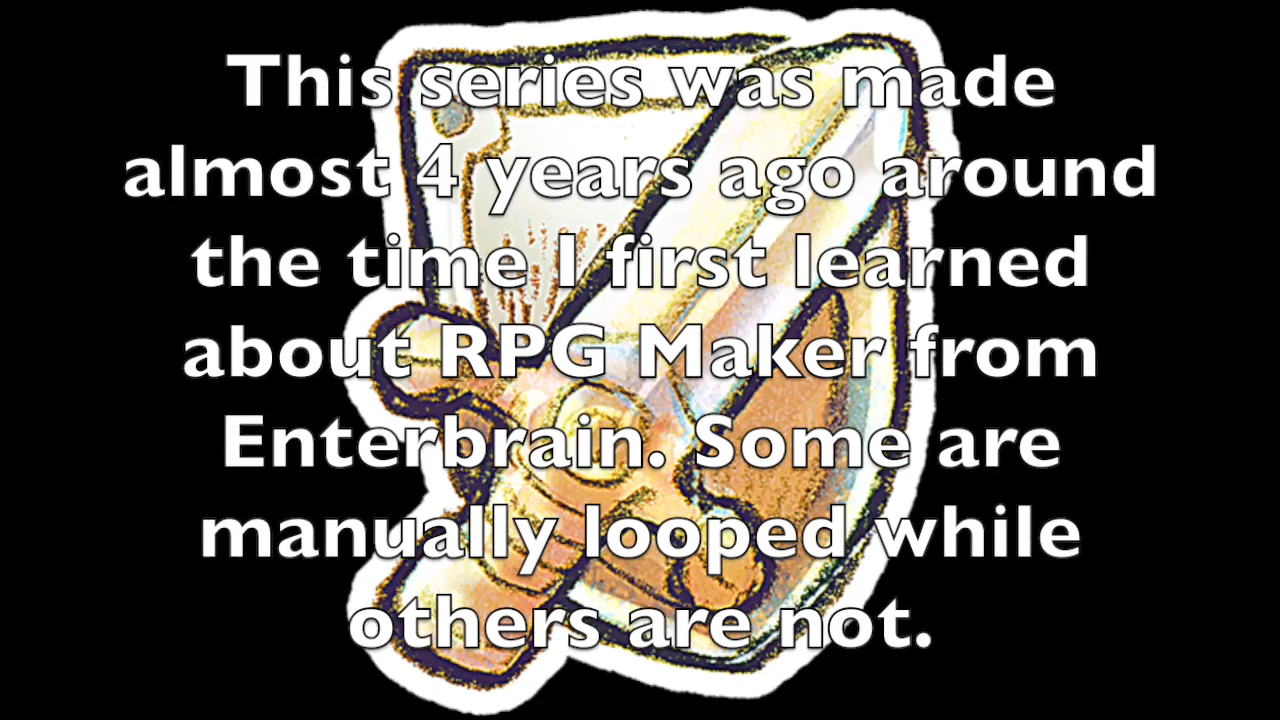 This series was made
almost 4 years ago around
the time I first learned
about RPG Maker from
Enterbrain. Some are
manually looped while
others are not.